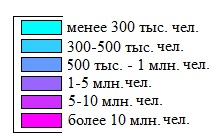 менее 300 тыс. чел.
300-500 тыс. чел.
500 тыс. - 1 млн. чел.
1-5 млн. чел.
5-10 млн. чел.
более 10 млн. чел.